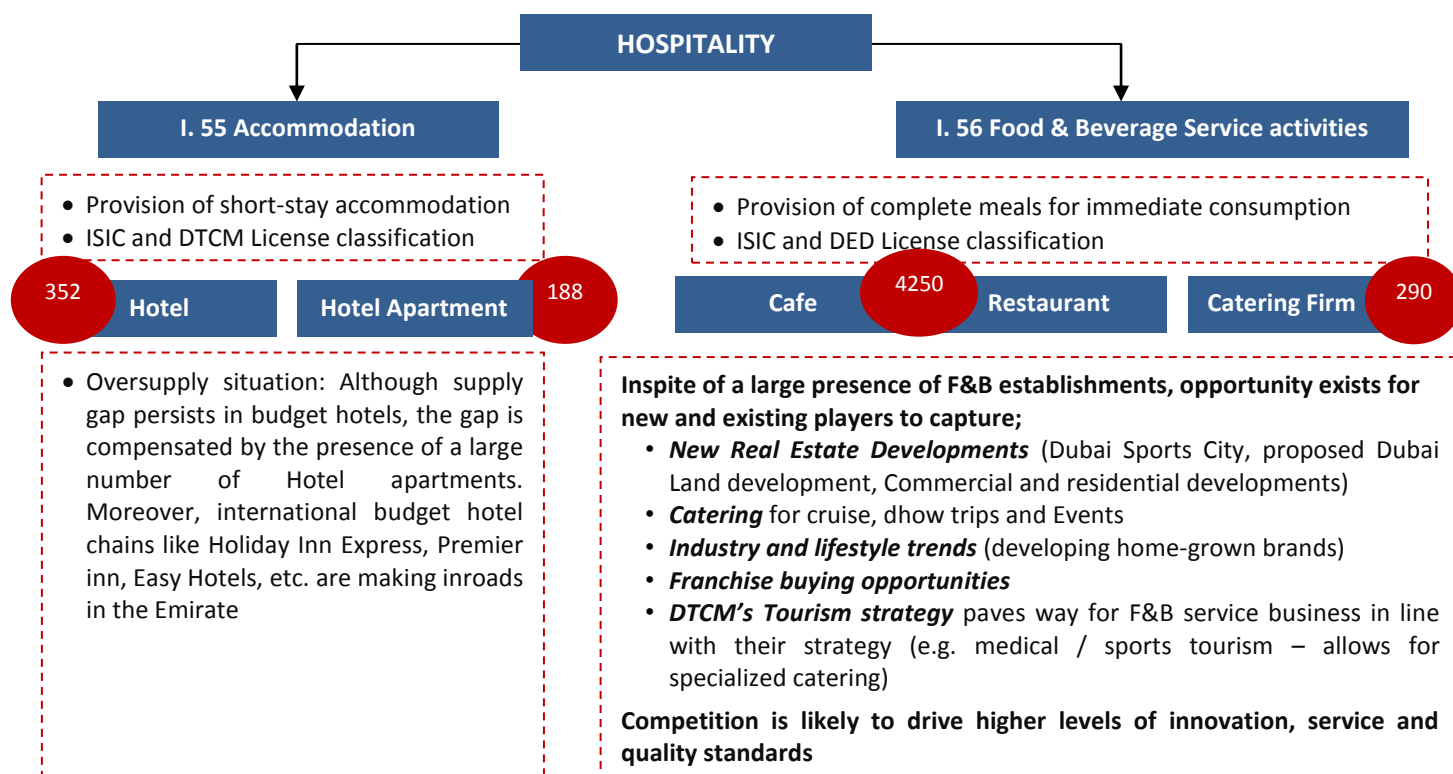 HOSPITALITY
I. 55 Accommodation
I. 56 Food & Beverage Service activities
• Provision of short-stay accommodation
• ISIC and DTCM License classification
• Provision of complete meals for immediate consumption
• ISIC and DED License classification
352
Hotel
Hotel Apartment
188
Cafe
4250
Restaurant
Catering Firm
290
• Oversupply situation: Although supply
gap persists in budget hotels, the gap is
compensated by the presence of a large
number of Hotel apartments.
Moreover, international budget hotel
chains like Holiday Inn Express, Premier
inn, Easy Hotels, etc. are making inroads
in the Emirate
Inspite of a large presence of F&B establishments, opportunity exists for
new and existing players to capture;
• New Real Estate Developments (Dubai Sports City, proposed Dubai
Land development, Commercial and residential developments)
• Catering for cruise, dhow trips and Events
• Industry and lifestyle trends (developing home-grown brands)
• Franchise buying opportunities
• DTCM's Tourism strategy paves way for F&B service business in line
with their strategy (e.g. medical / sports tourism – allows for
specialized catering)
Competition is likely to drive higher levels of innovation, service and
quality standards